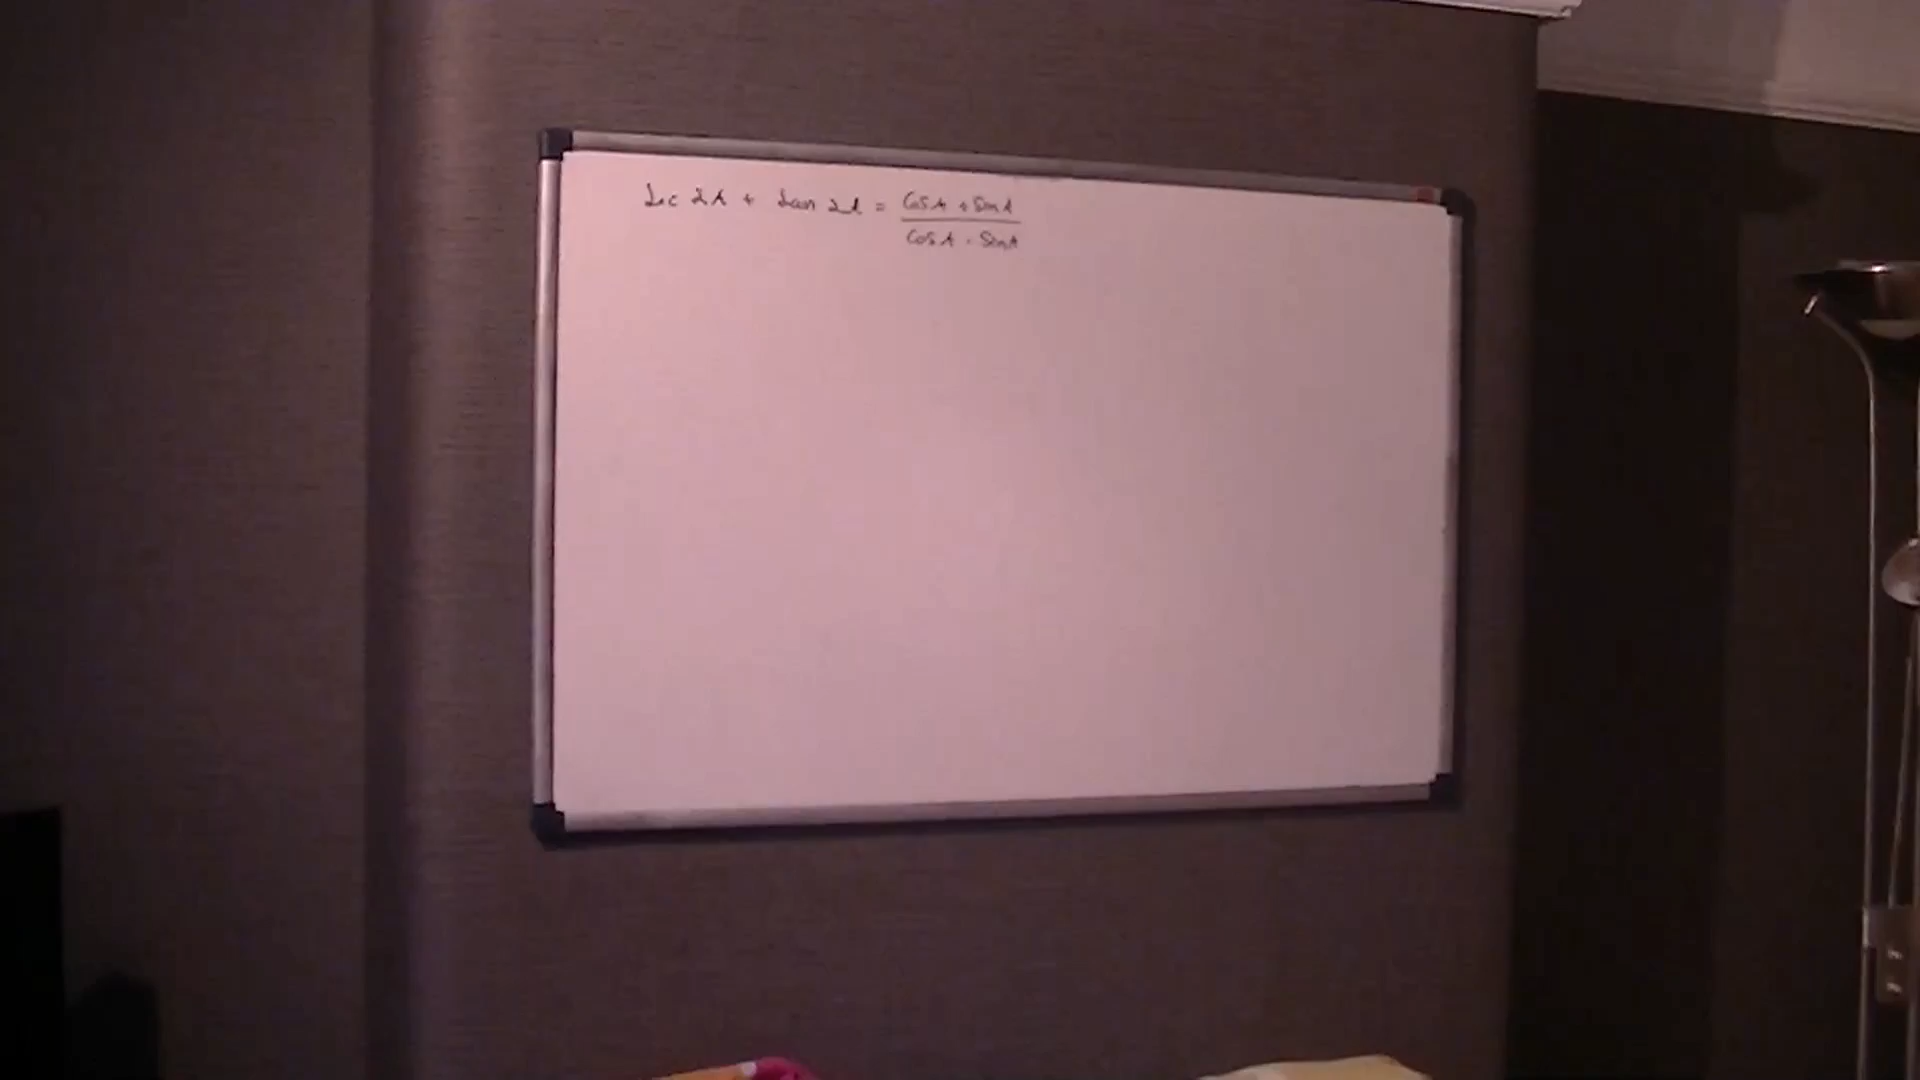 Sec 2A + tan 2A = CosA + SinA
CosA - SinA